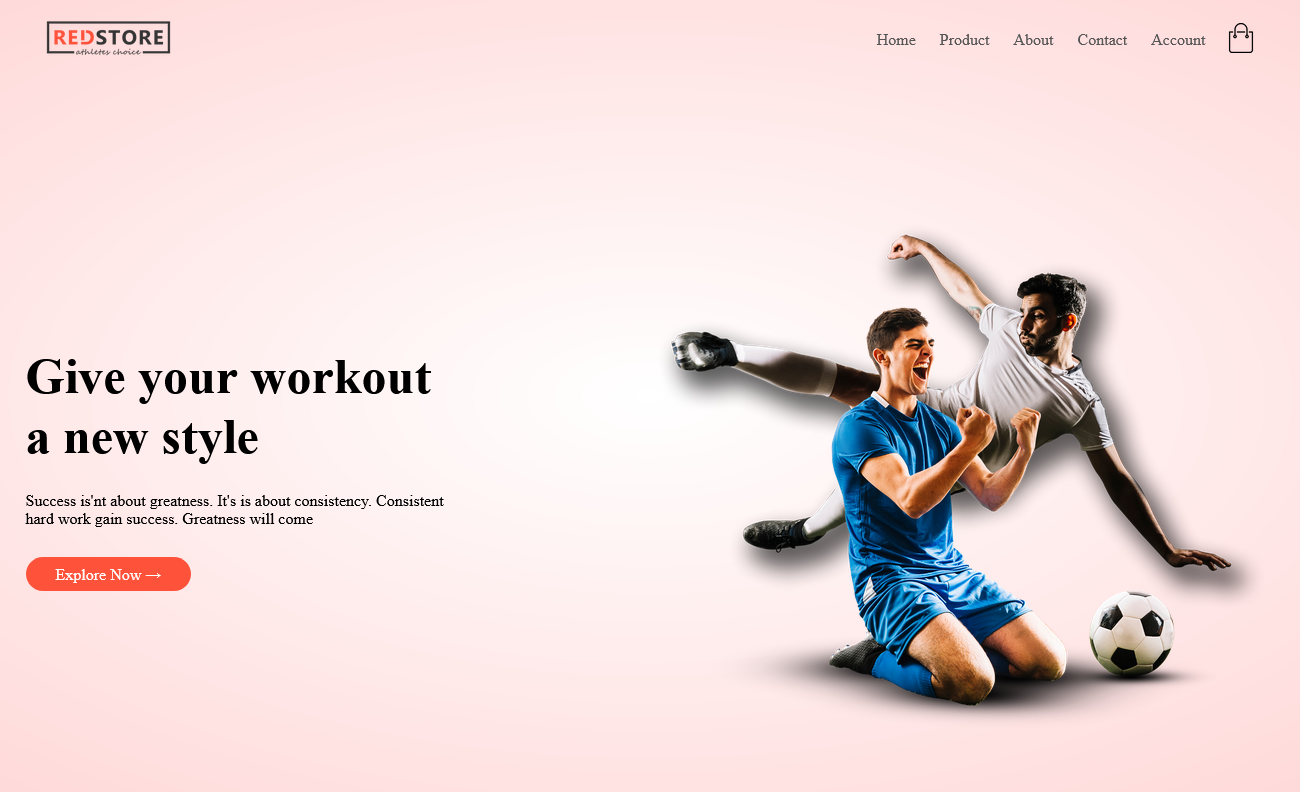 REDSTORE
athletes choice
Home Product About Contact Account
Give your workout
a new style
Success is'nt about greatness. It's is about consistency. Consistent
hard work gain success. Greatness will come
Explore Now →